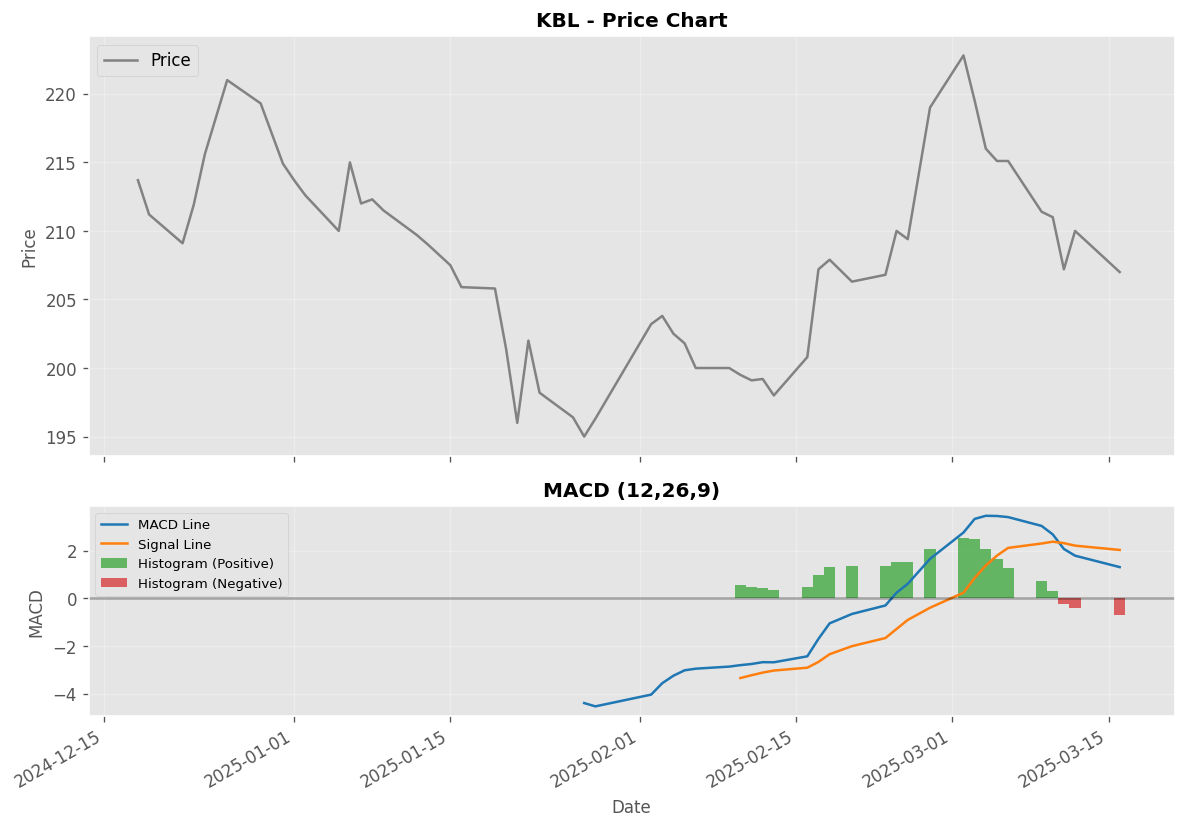 KBL - Price Chart
Price
220
215
210
205
200
195
Price
MACD (12,26,9)
MACD Line
Signal Line
Histogram (Positive)
Histogram (Negative)
2
0
−2
−4
MACD
2024-12-15
2025-01-01
2025-01-15
2025-02-01
2025-02-15
2025-03-01
2025-03-15
Date